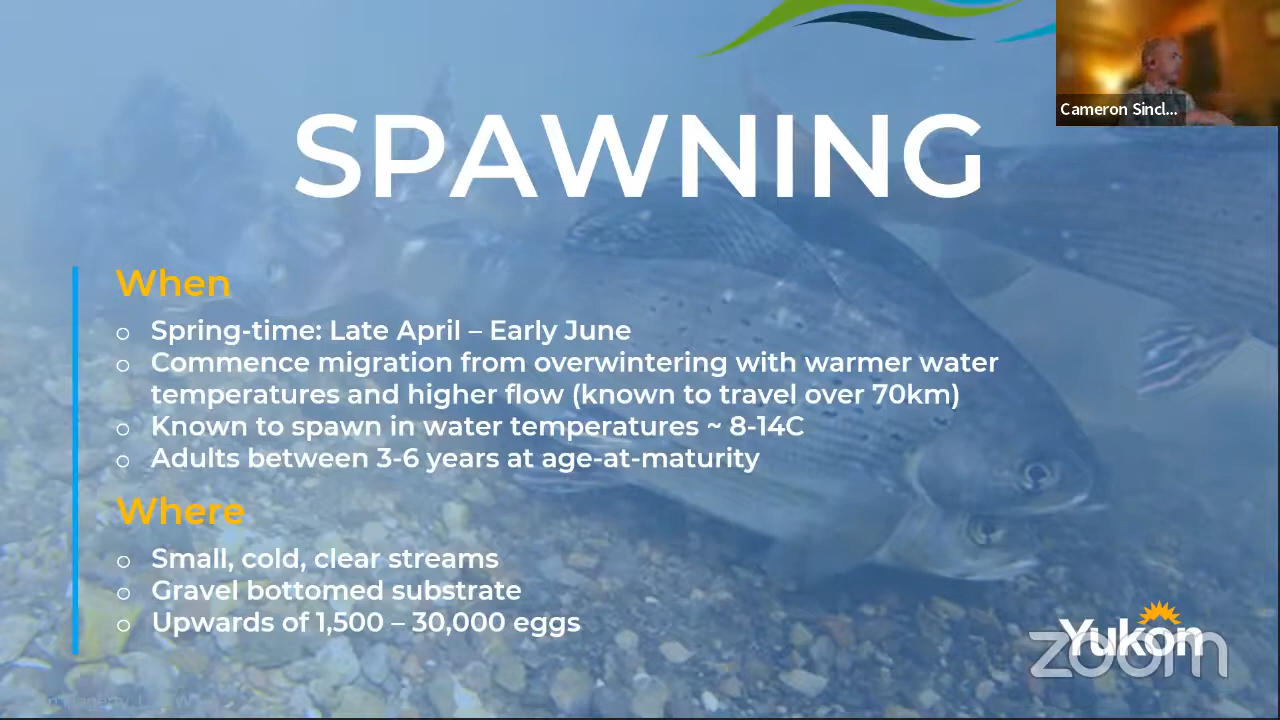 Cameron Sincl...
SPAWNING
When
o Spring-time: Late April – Early June
o Commence migration from overwintering with warmer water
temperatures and higher flow (known to travel over 70km)
o Known to spawn in water temperatures ~ 8-14C
o Adults between 3-6 years at age-at-maturity
Where
o Small, cold, clear streams
o Gravel bottomed substrate
o Upwards of 1,500 – 30,000 eggs
Yukon
zoom